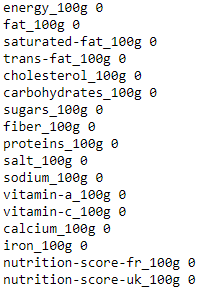 energy_100g 0
fat_100g 0
saturated-fat_100g 0
trans-fat_100g 0
cholesterol_100g 0
carbohydrates_100g 0
sugars_100g 0
fiber_100g 0
proteins_100g 0
salt_100g 0
sodium_100g 0
vitamin-a_100g 0
vitamin-c_100g 0
calcium_100g 0
iron_100g 0
nutrition-score-fr_100g 0
nutrition-score-uk_100g 0